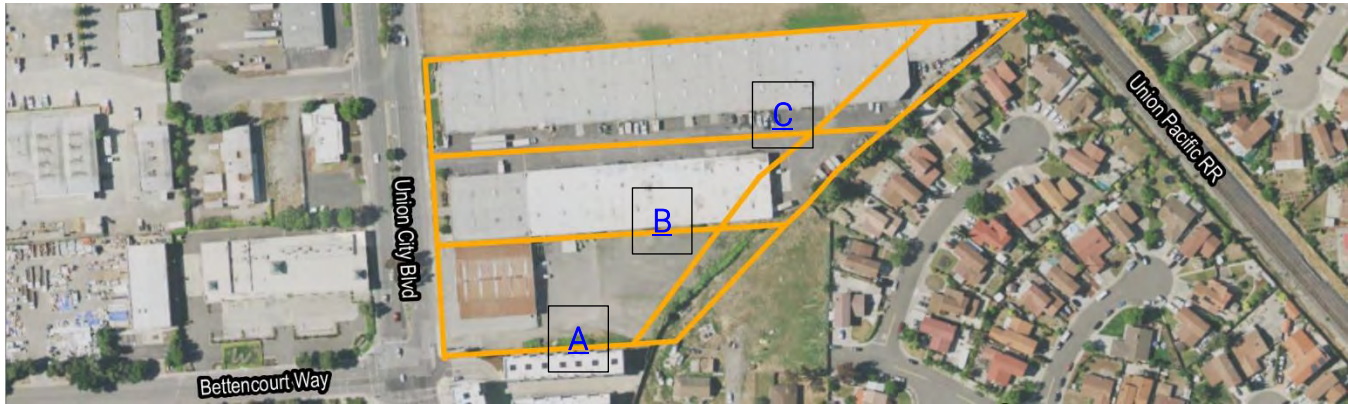 C
Union Pacific RR
Union City Blvd
B
A
Bettencourt Way